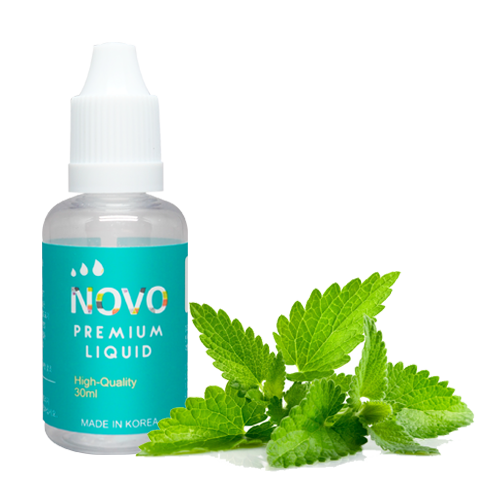 NOVO
PREMIUM
LIQUID
High-Quality
30ml
MADE IN KOREA